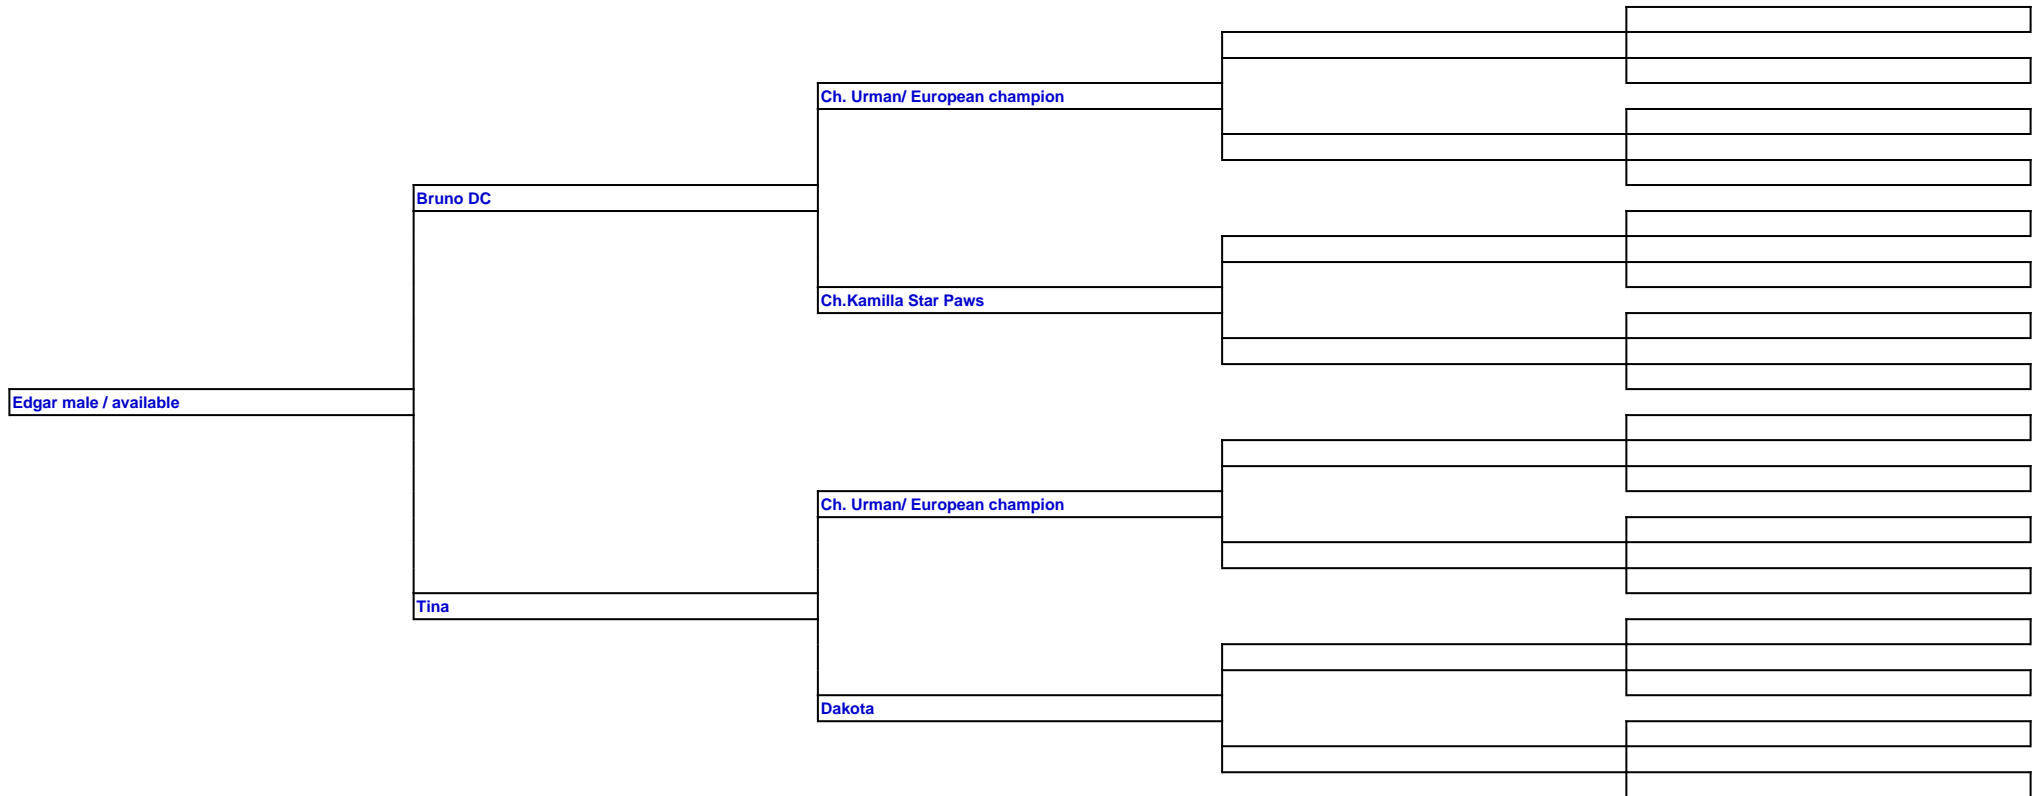 Ch. Urman/ European champion
Bruno DC
Ch.Kamilla Star Paws
Edgar male / available
Ch. Urman/ European champion
Tina
Dakota